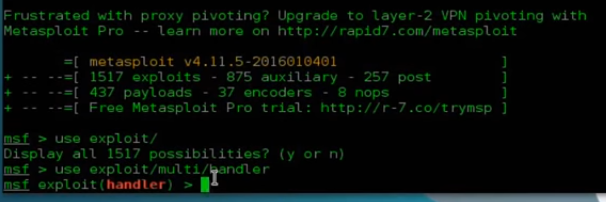 Frustrated with proxy pivoting? Upgrade to layer-2 VPN pivoting with
Metasploit Pro -- learn more on http://rapid7.com/metasploit
=[ metasploit v4.11.5-2016010401 ]
+ -- --=[ 1517 exploits - 875 auxiliary - 257 post ]
+ -- --=[ 437 payloads - 37 encoders - 8 nops ]
+ -- --=[ Free Metasploit Pro trial: http://r-7.co/trymsp ]
msf > use exploit/
Display all 1517 possibilities? (y or n)
msf > use exploit/multi/handler
msf exploit(handler) >